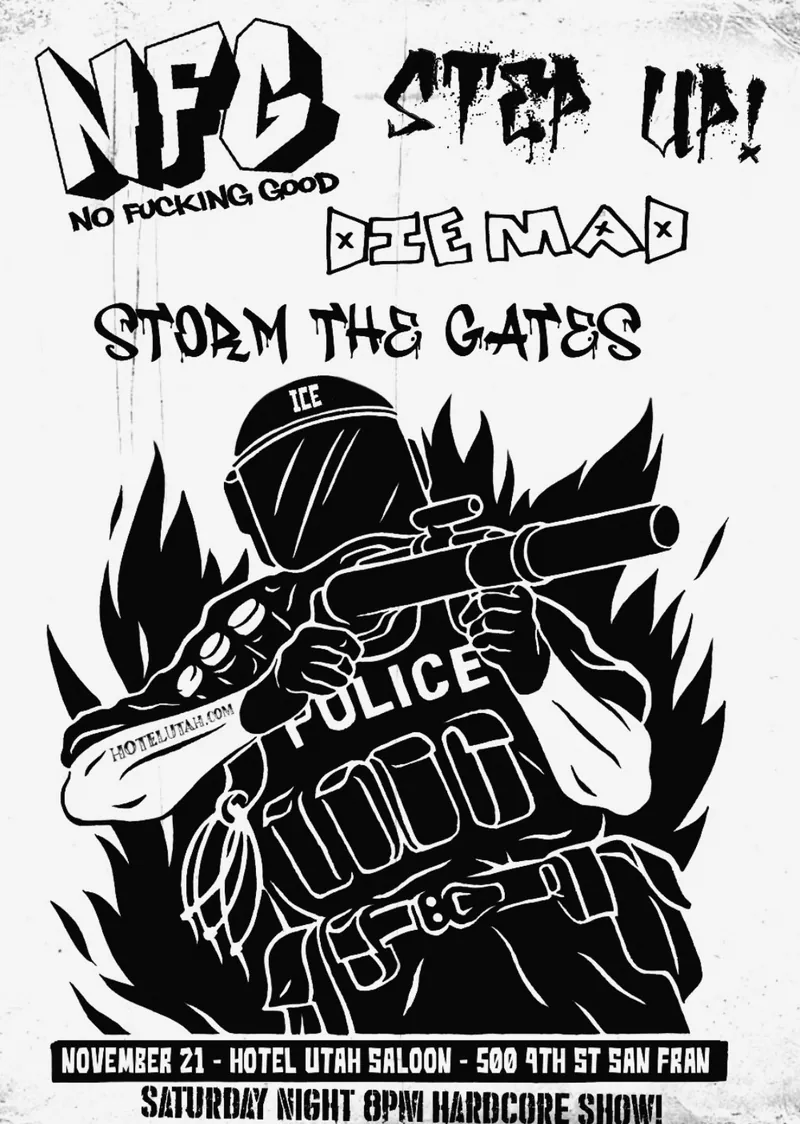 NFG
NO FUCKING GOOD
STEP UP!
DIE MAD
STORM THE GATES
ICE
POLICE
HOTELUTAH.COM
NOVEMBER 21 - HOTEL UTAH SALOON - 500 4TH ST SAN FRAN
SATURDAY NIGHT 8PM HARDCORE SHOW!